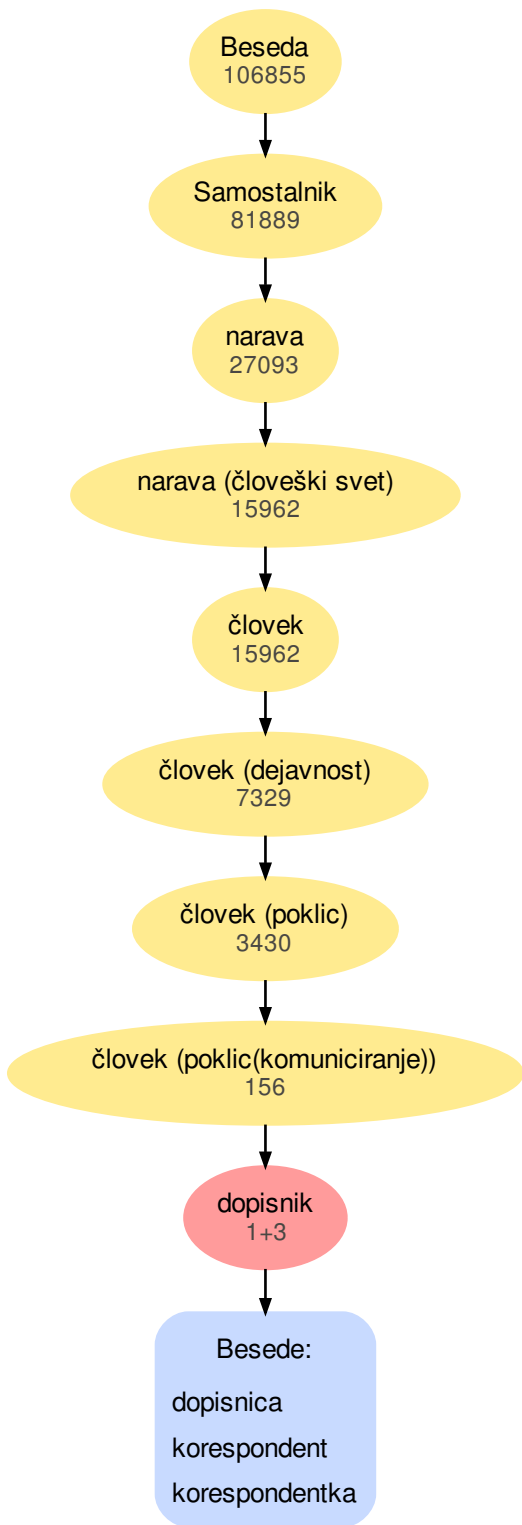 Beseda
106855
Samostalnik
81889
narava
27093
narava (človeški svet)
15962
človek
15962
človek (dejavnost)
7329
človek (poklic)
3430
človek (poklic(komuniciranje))
156
dopisnik
1+3
Besede:
dopisnica
korespondent
korespondentka